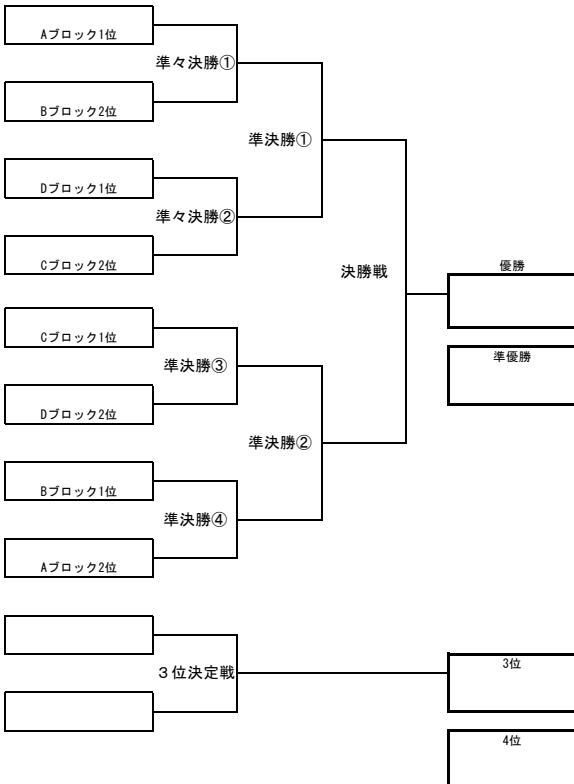 Aブロック1位
準々決勝①
Bブロック2位
準決勝①
Dブロック1位
準々決勝②
Cブロック2位
決勝戦
優勝
準優勝
Cブロック1位
準決勝③
Dブロック2位
準決勝②
Bブロック1位
準決勝④
Aブロック2位
３位決定戦
3位
4位